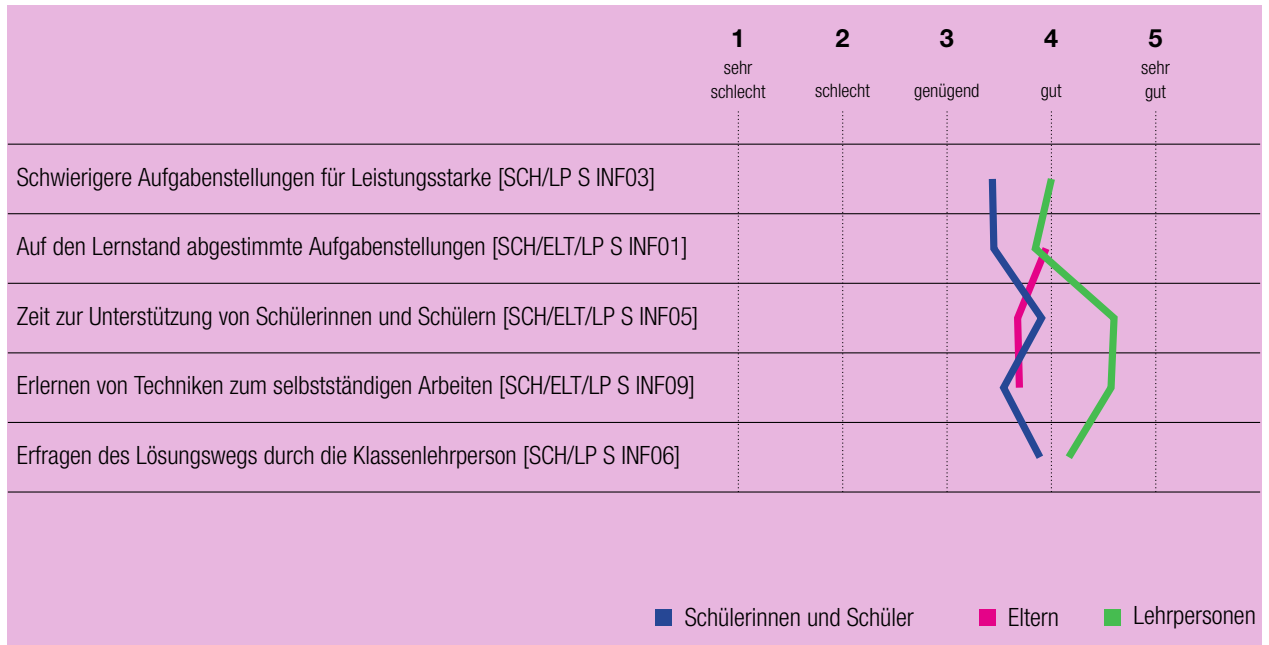 1 2 3 4 5
sehr schlecht schlecht genügend gut sehr gut
Schwierigere Aufgabenstellungen für Leistungsstarke [SCH/LP S INF03]
Auf den Lernstand abgestimmte Aufgabenstellungen [SCH/ELT/LP S INF01]
Zeit zur Unterstützung von Schülerinnen und Schülern [SCH/ELT/LP S INF05]
Erlernen von Techniken zum selbstständigen Arbeiten [SCH/ELT/LP S INF09]
Erfragen des Lösungswegs durch die Klassenlehrperson [SCH/LP S INF06]
Schülerinnen und Schüler Eltern Lehrpersonen